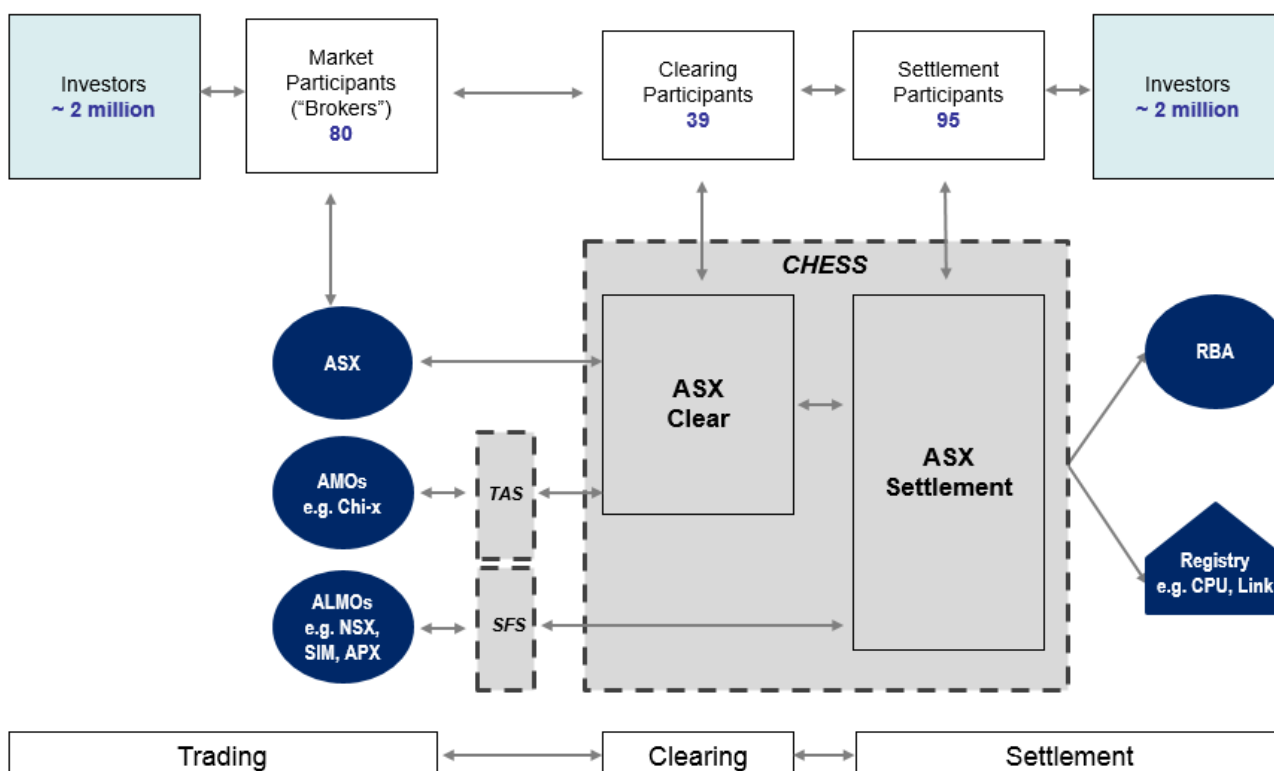 Investors
~ 2 million
Market
Participants
(“Brokers”)
80
Clearing
Participants
39
Settlement
Participants
95
Investors
~ 2 million
CHESS
ASX
ASX
Clear
ASX
Settlement
RBA
AMOs
e.g. Chi-x
TAS
ALMOs
e.g. NSX,
SIM, APX
SFS
Registry
e.g. CPU, Link
Trading
Clearing
Settlement